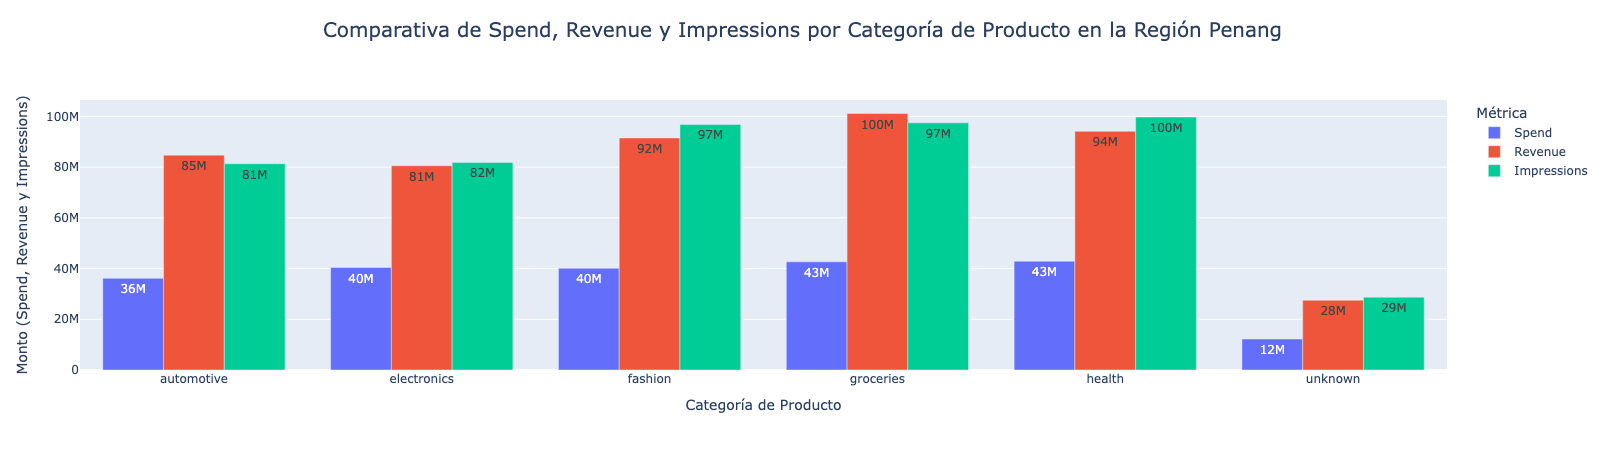 Comparativa de Spend, Revenue y Impressions por Categoría de Producto en la Región Penang
Monto (Spend, Revenue y Impressions)
100M
80M
60M
40M
20M
0
36M
85M
81M
40M
81M
82M
40M
92M
97M
43M
100M
97M
43M
94M
100M
12M
28M
29M
automotive
electronics
fashion
groceries
health
unknown
Categoría de Producto
Métrica
Spend
Revenue
Impressions